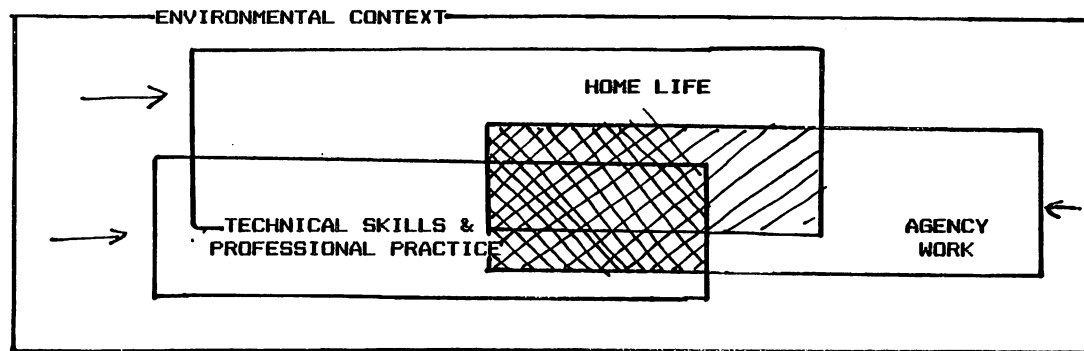 ENVIRONMENTAL CONTEXT
HOME LIFE
TECHNICAL SKILLS &
PROFESSIONAL PRACTICE
AGENCY
WORK